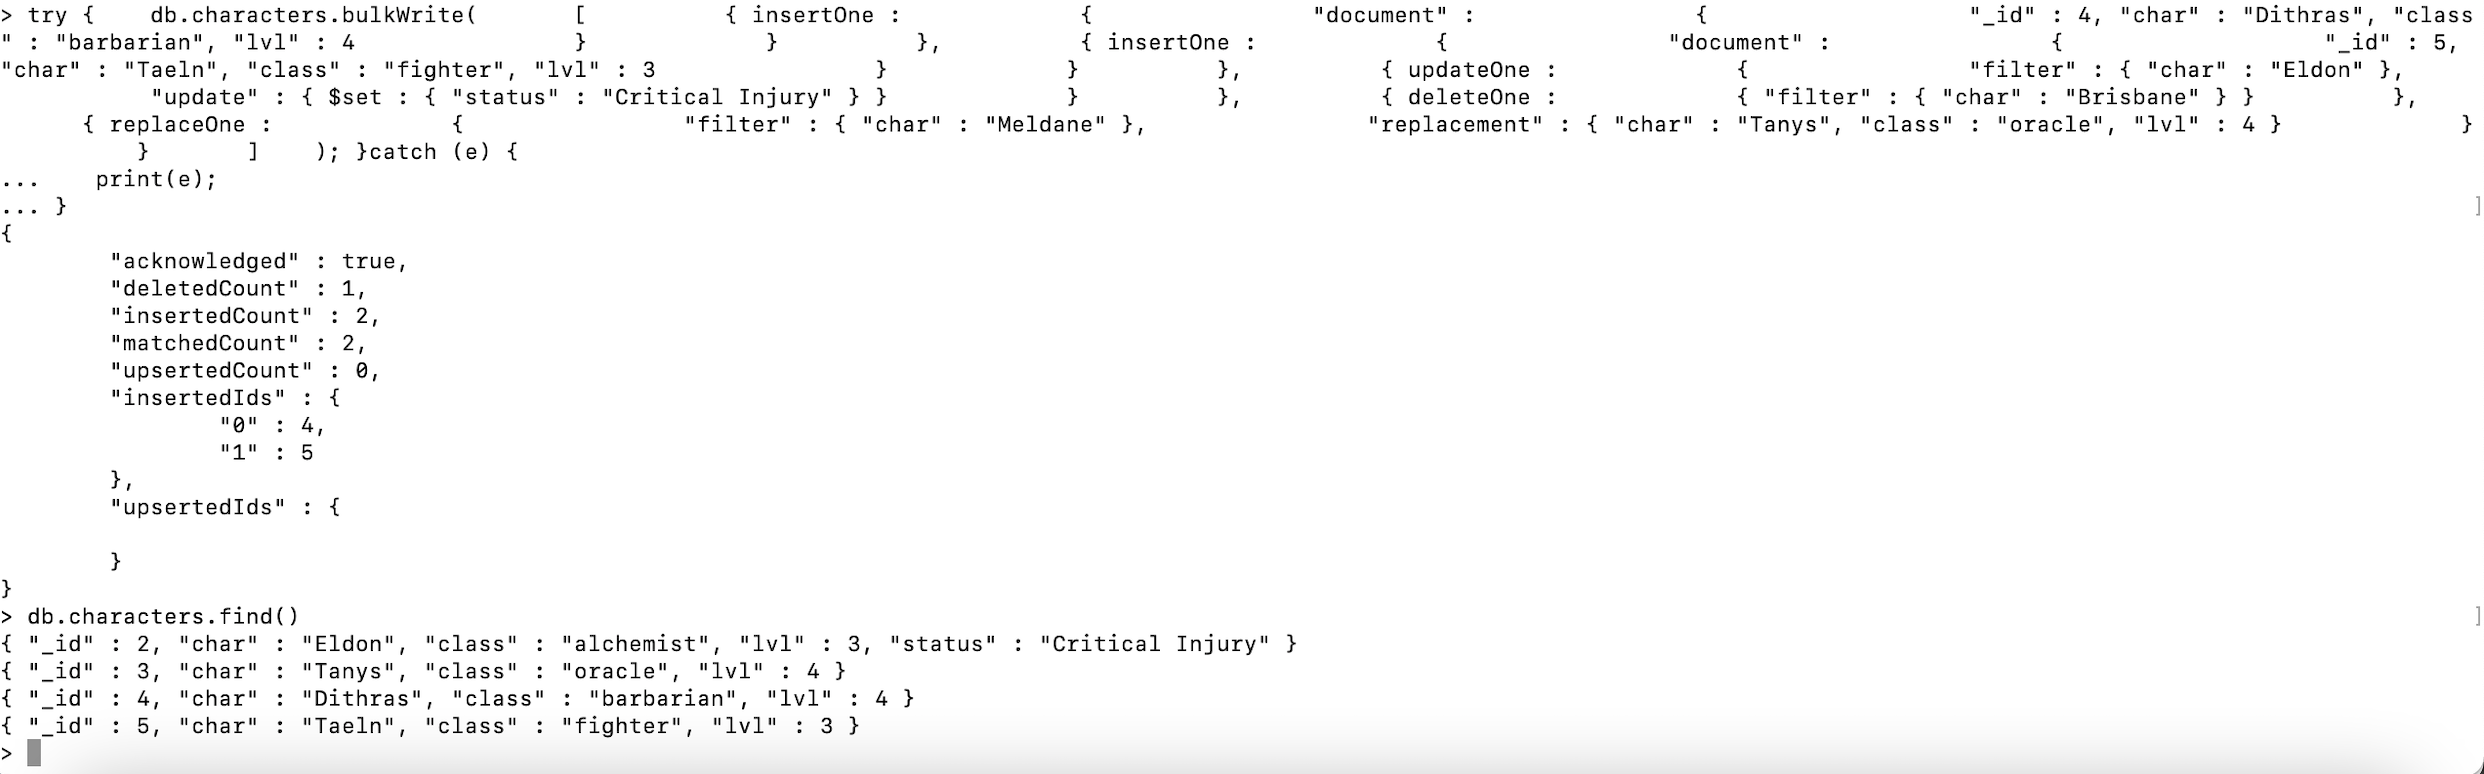 > try {    db.characters.bulkWrite(       [          { insertOne :             {                "document" :                {                   "_id" : 4, "char" : "Dithras", "class
" : "barbarian", "lvl" : 4                }             }          },          { insertOne :             {                "document" :                {                   "_id" : 5,
"char" : "Taeln", "class" : "fighter", "lvl" : 3                }             }          },          { updateOne :             {                "filter" : { "char" : "Eldon" },
           "update" : { $set : { "status" : "Critical Injury" } }             }          },          { deleteOne :             { "filter" : { "char" : "Brisbane" } }          },
      { replaceOne :             {                "filter" : { "char" : "Meldane" },                "replacement" : { "char" : "Tanys", "class" : "oracle", "lvl" : 4 }             }
          }       ]    ); }catch (e) {
...    print(e);
... } ]
{
        "acknowledged" : true,
        "deletedCount" : 1,
        "insertedCount" : 2,
        "matchedCount" : 2,
        "upsertedCount" : 0,
        "insertedIds" : {
                "0" : 4,
                "1" : 5
        },
        "upsertedIds" : {

        }
}
> db.characters.find() ]
{ "_id" : 2, "char" : "Eldon", "class" : "alchemist", "lvl" : 3, "status" : "Critical Injury" }
{ "_id" : 3, "char" : "Tanys", "class" : "oracle", "lvl" : 4 }
{ "_id" : 4, "char" : "Dithras", "class" : "barbarian", "lvl" : 4 }
{ "_id" : 5, "char" : "Taeln", "class" : "fighter", "lvl" : 3 }
>